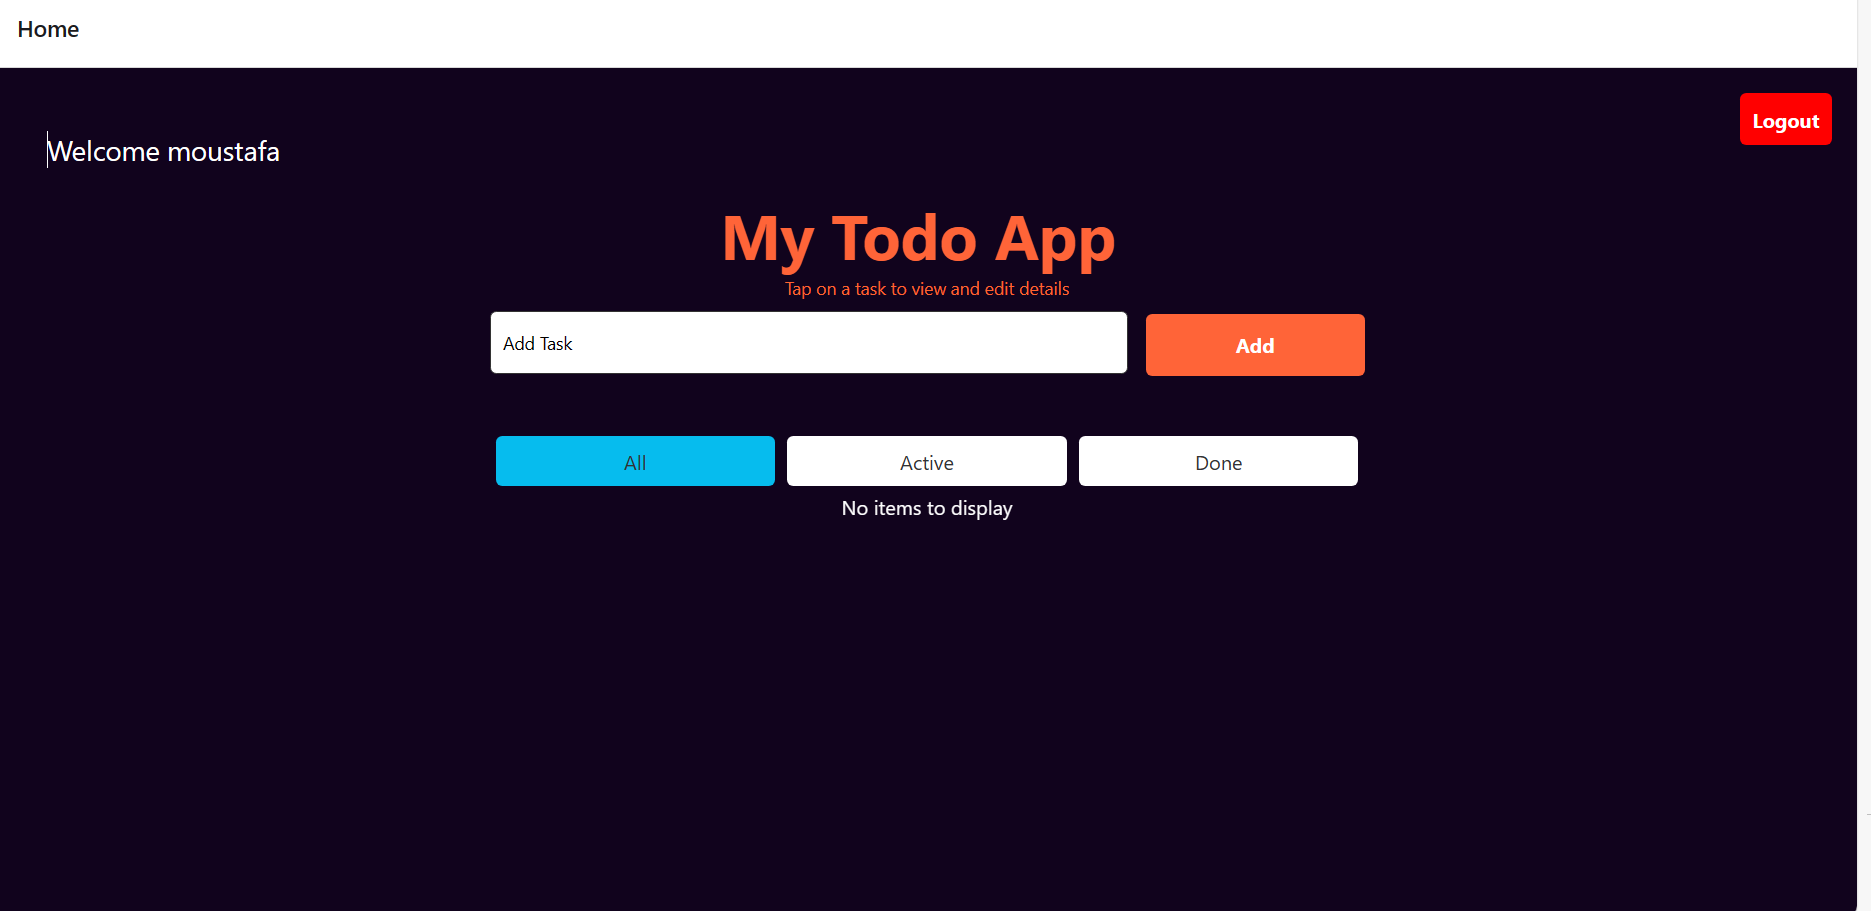 Home
Logout
Welcome moustafa
My Todo App
Tap on a task to view and edit details
Add Task
Add
All
Active
Done
No items to display